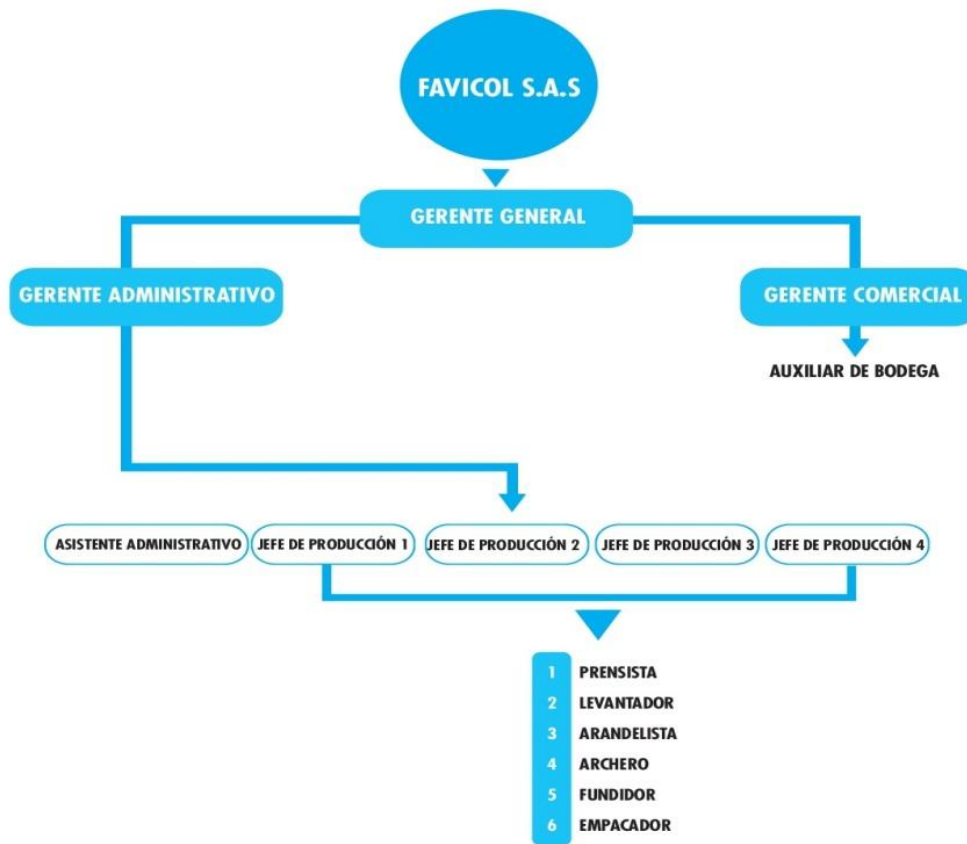 FAVICOL S.A.S
GERENTE GENERAL
GERENTE ADMINISTRATIVO
GERENTE COMERCIAL
AUXILIAR DE BODEGA
ASISTENTE ADMINISTRATIVO
JEFE DE PRODUCCIÓN 1
JEFE DE PRODUCCIÓN 2
JEFE DE PRODUCCIÓN 3
JEFE DE PRODUCCIÓN 4
1 PRENSISTA
2 LEVANTADOR
3 ARANDELISTA
4 ARCHERO
5 FUNDIDOR
6 EMPACADOR